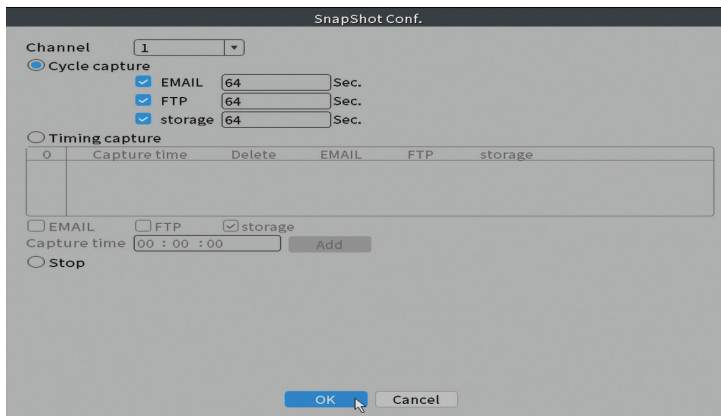 SnapShot Conf.
Channel 1
Cycle capture
EMAIL 64 Sec.
FTP 64 Sec.
storage 64 Sec.
Timing capture
0 Capture time Delete EMAIL FTP storage
EMAIL FTP storage
Capture time 00 : 00 : 00 Add
Stop
OK Cancel